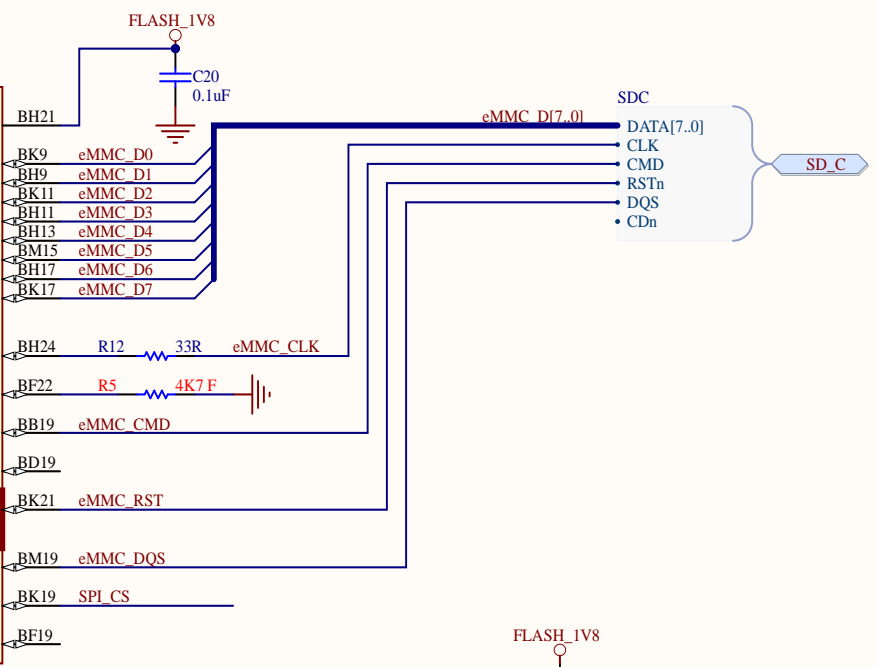 FLASH_1V8
C20
0.1uF
BH21
SDC
eMMC_D[7..0]
DATA[7..0]
CLK
CMD
RSTn
DQS
CDn
SD_C
BK9 eMMC_D0
BH9 eMMC_D1
BK11 eMMC_D2
BH11 eMMC_D3
BH13 eMMC_D4
BM15 eMMC_D5
BH17 eMMC_D6
BK17 eMMC_D7
BH24 R12 33R eMMC_CLK
BF22 R5 4K7 F
BB19 eMMC_CMD
BD19
BK21 eMMC_RST
BM19 eMMC_DQS
BK19 SPI_CS
BF19
FLASH_1V8